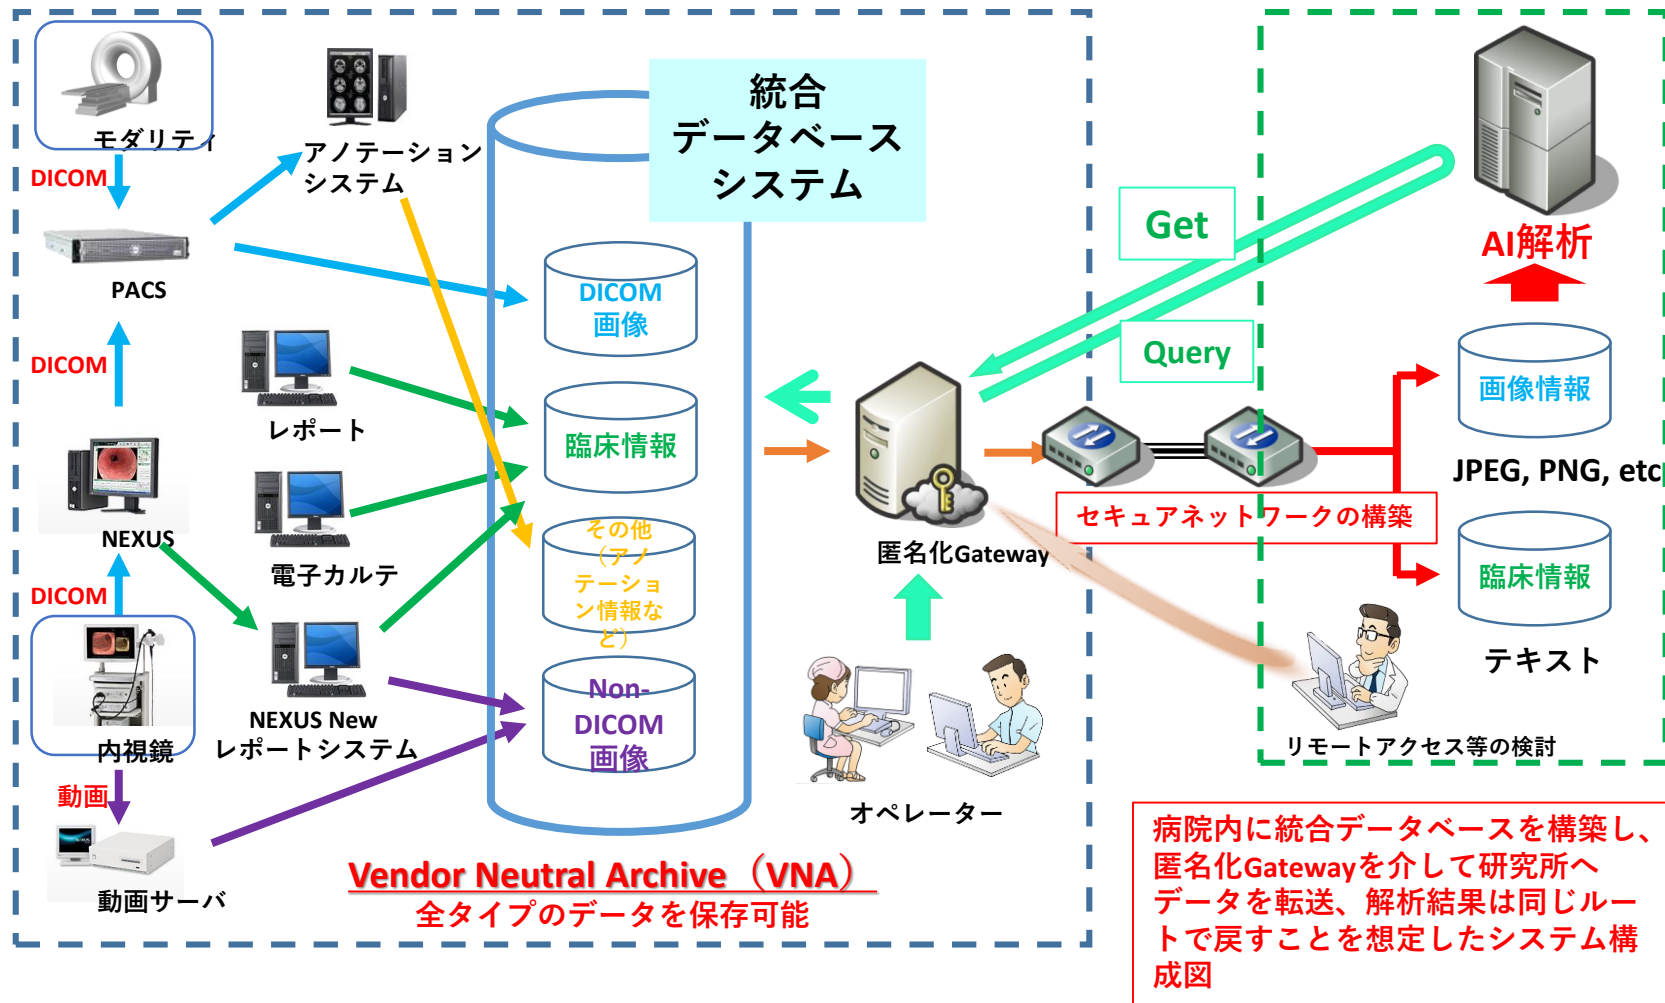 モダリティ
DICOM
PACS
DICOM
NEXUS
DICOM
内視鏡
動画
動画サーバ
アノテーション
システム
レポート
電子カルテ
NEXUS New
レポートシステム
統合
データベース
システム
DICOM
画像
臨床情報
その他
（アノ
テーショ
ン情報な
ど）
Non-
DICOM
画像
Vendor Neutral Archive（VNA）
全タイプのデータを保存可能
Get
Query
匿名化Gateway
オペレーター
セキュアネットワークの構築
AI解析
画像情報
JPEG, PNG, etc
臨床情報
テキスト
リモートアクセス等の検討
病院内に統合データベースを構築し、
匿名化Gatewayを介して研究所へ
データを転送、解析結果は同じルー
トで戻すことを想定したシステム構
成図